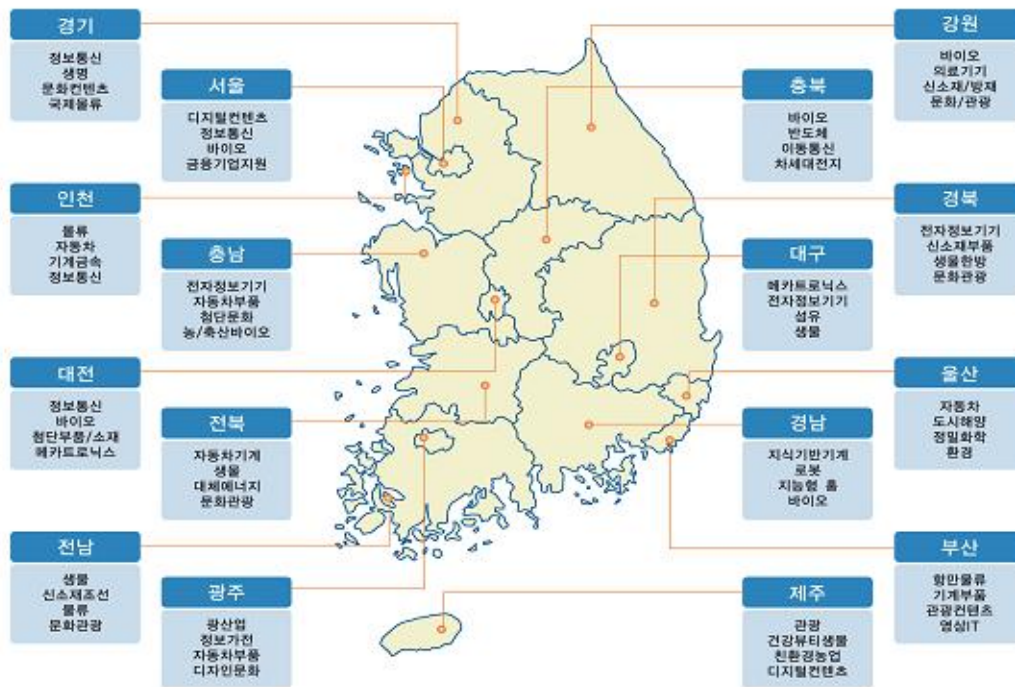 경기
정보통신
생명
문화컨텐츠
국제물류
서울
디지털컨텐츠
정보통신
바이오
금융기업지원
인천
물류
자동차
기계금속
정보통신
충남
전자정보기기
자동차부품
첨단문화
농/축산바이오
대전
정보통신
바이오
첨단부품/소재
메카트로닉스
전북
자동차기계
생물
대체에너지
문화관광
전남
생물
신소재조선
물류
문화관광
광주
광산업
정보가전
자동차부품
디자인문화
강원
바이오
의료기기
신소재/방재
문화/관광
충북
바이오
반도체
이동통신
차세대전지
경북
전자정보기기
신소재부품
생물한방
문화관광
대구
메카트로닉스
전자정보기기
섬유
생물
울산
자동차
도시해양
정밀화학
환경
경남
지식기반기계
로봇
지능형 홈
바이오
부산
항만물류
기계부품
관광컨텐츠
영상IT
제주
관광
건강뷰티생물
친환경농업
디지털컨텐츠